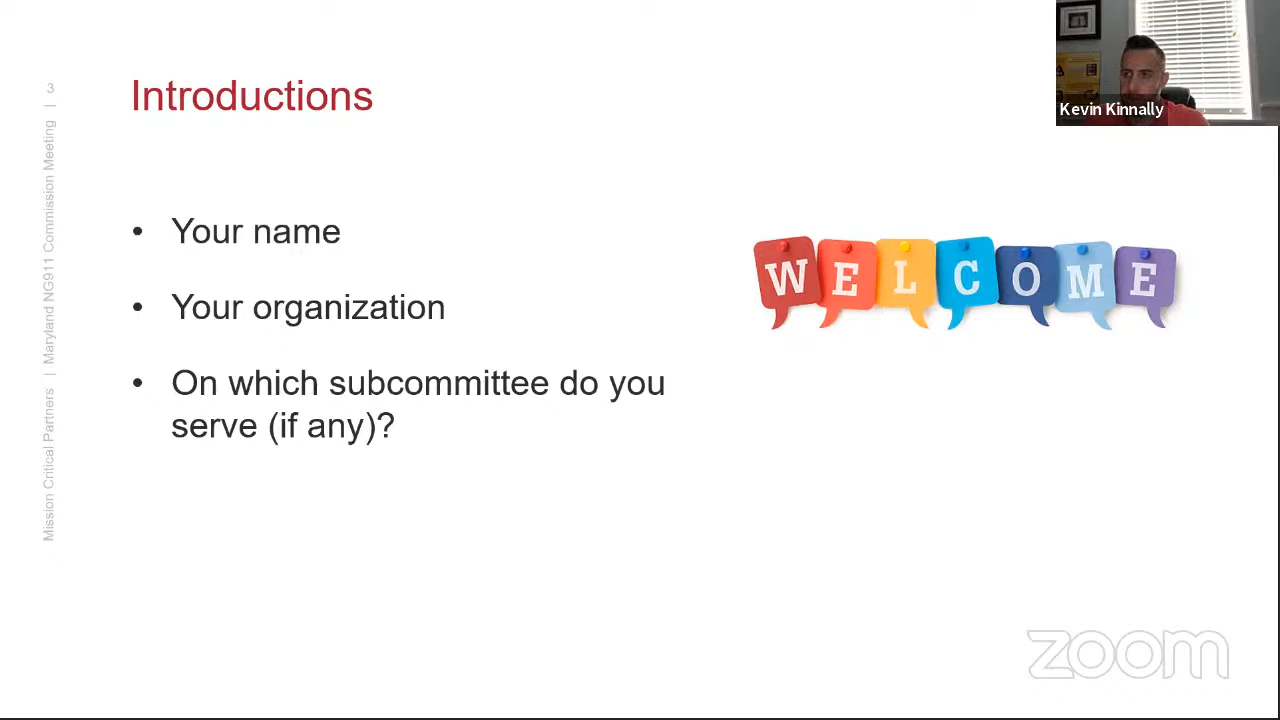 Introductions
• Your name
• Your organization
• On which subcommittee do you
serve (if any)?
WELCOME
Kevin Kinnally
Mission Critical Partners | Maryland NG911 Commission Meeting | 3
zoom